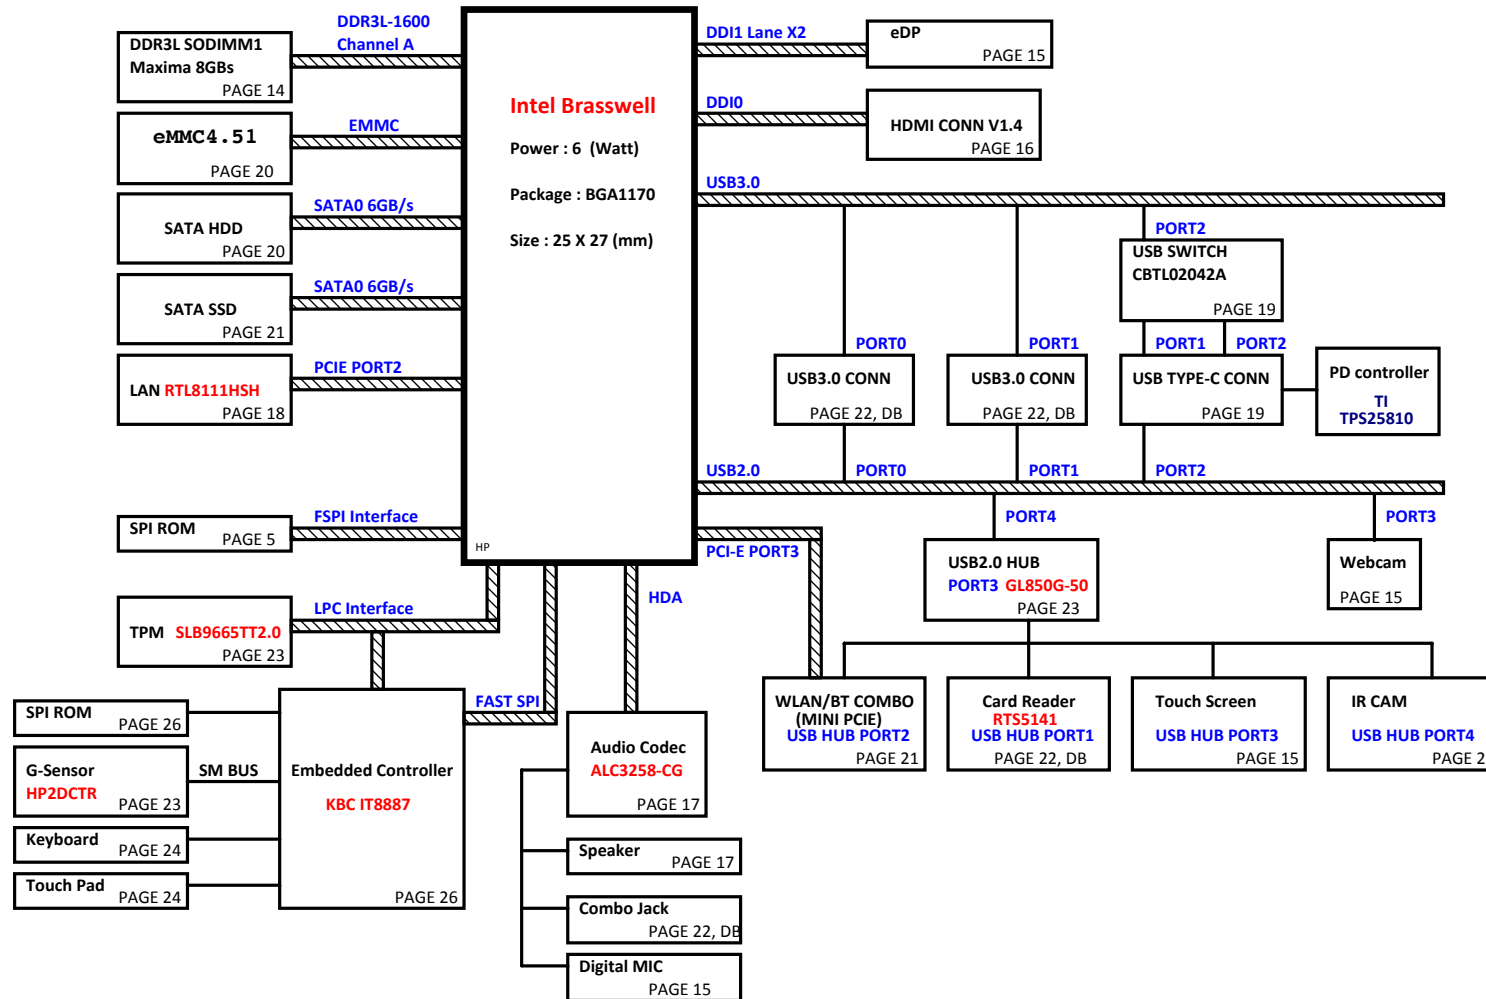 DDR3L SODIMM1
Maxima 8GBs
PAGE 14
DDR3L-1600
Channel A
eMMC4.51
PAGE 20
EMMC
SATA HDD
PAGE 20
SATA0 6GB/s
SATA SSD
PAGE 21
SATA0 6GB/s
LAN RTL8111HSH
PAGE 18
PCIE PORT2
SPI ROM
PAGE 5
FSPI Interface
TPM SLB9665TT2.0
PAGE 23
LPC Interface
Intel Brasswell
Power : 6 (Watt)
Package : BGA1170
Size : 25 X 27 (mm)
HP
DDI1 Lane X2
eDP
PAGE 15
DDI0
HDMI CONN V1.4
PAGE 16
USB3.0
PORT2
USB SWITCH
CBTL02042A
PAGE 19
PORT0
PORT1
PORT1
PORT2
USB3.0 CONN
PAGE 22, DB
USB3.0 CONN
PAGE 22, DB
USB TYPE-C CONN
PAGE 19
PD controller
TI
TPS25810
USB2.0
PORT0
PORT1
PORT2
PORT4
PORT3
PCI-E PORT3
USB2.0 HUB
PORT3 GL850G-50
PAGE 23
Webcam
PAGE 15
WLAN/BT COMBO
(MINI PCIE)
USB HUB PORT2
PAGE 21
Card Reader
RTS5141
USB HUB PORT1
PAGE 22, DB
Touch Screen
USB HUB PORT3
PAGE 15
IR CAM
USB HUB PORT4
PAGE 2
HDA
FAST SPI
SPI ROM
PAGE 26
G-Sensor
HP2DCTR
PAGE 23
SM BUS
Keyboard
PAGE 24
Touch Pad
PAGE 24
Embedded Controller
KBC IT8887
PAGE 26
Audio Codec
ALC3258-CG
PAGE 17
Speaker
PAGE 17
Combo Jack
PAGE 22, DB
Digital MIC
PAGE 15